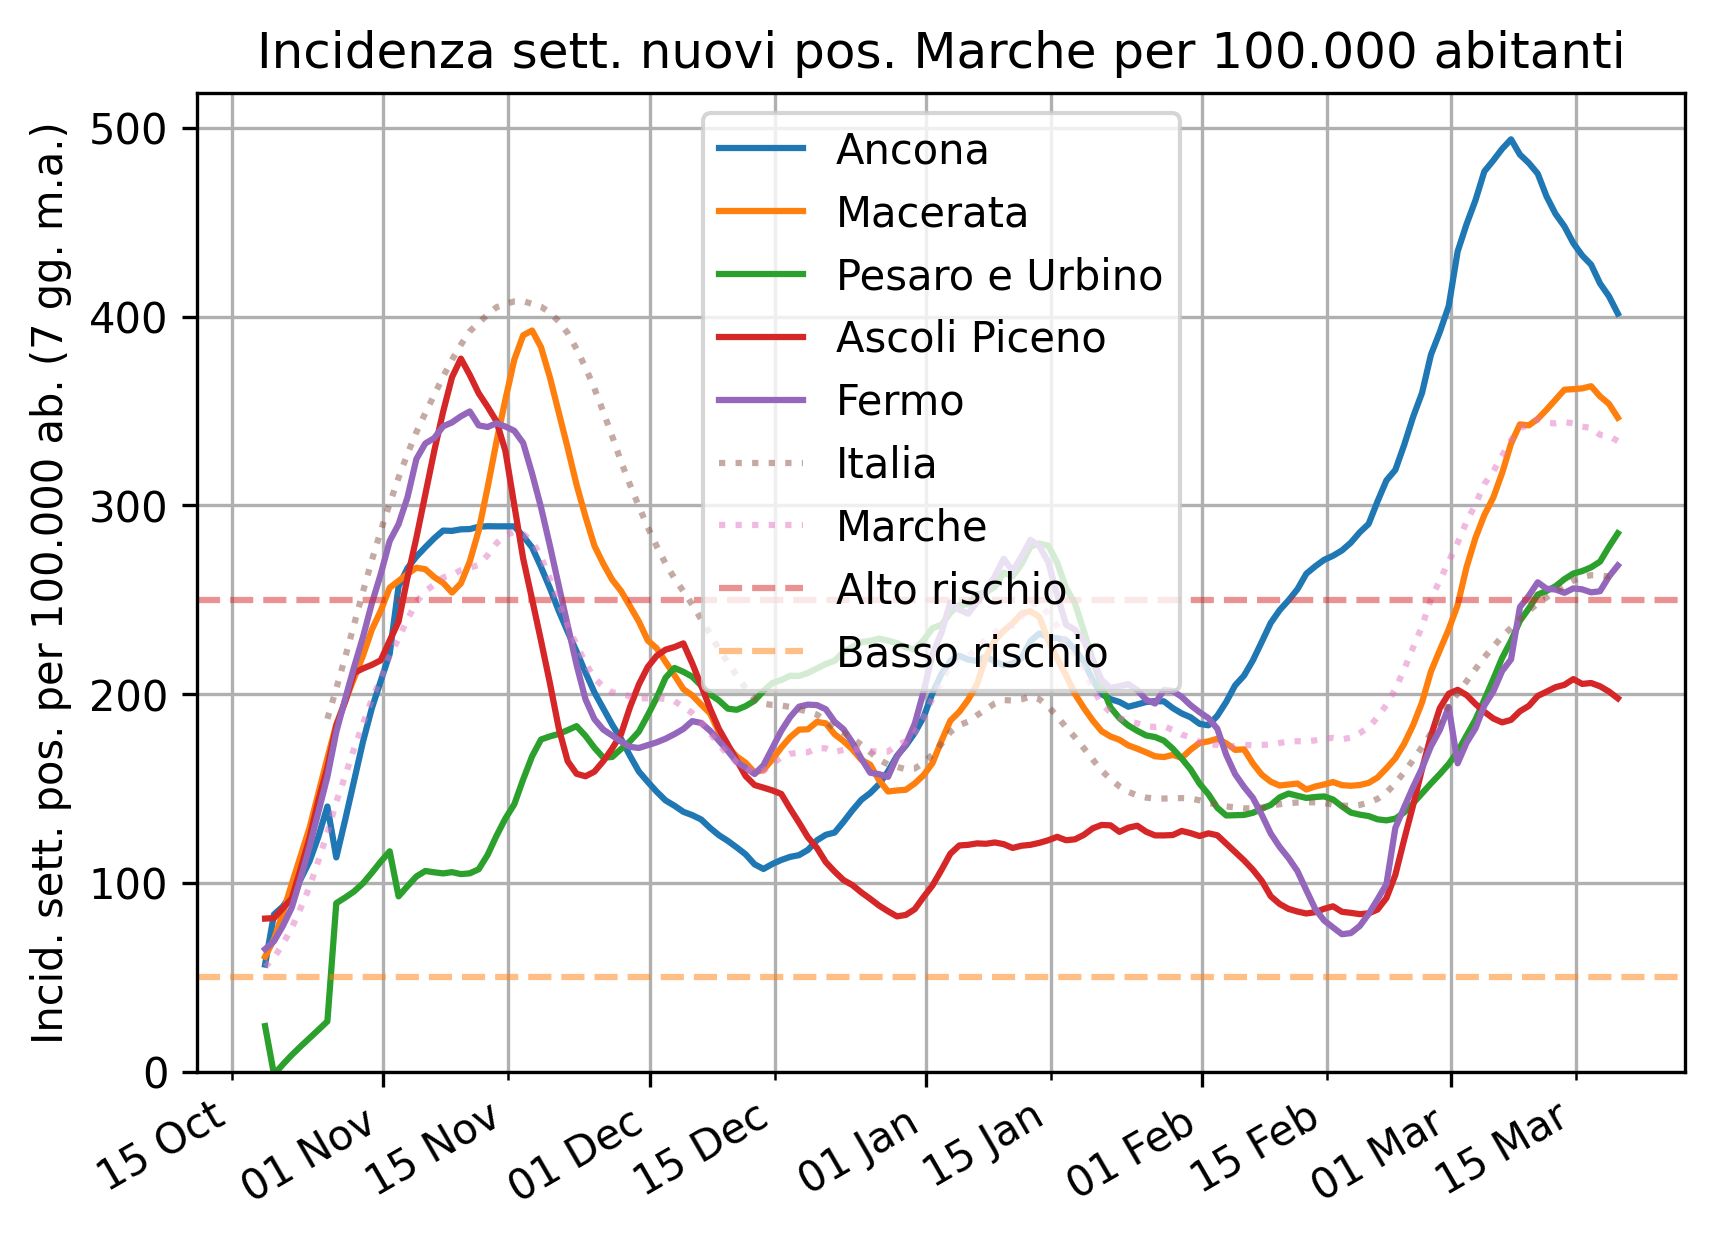 Incidenza sett. nuovi pos. Marche per 100.000 abitanti
Incid. sett. pos. per 100.000 ab. (7 gg. m.a.)
500
400
300
200
100
0
Ancona
Macerata
Pesaro e Urbino
Ascoli Piceno
Fermo
Italia
Marche
Alto rischio
Basso rischio
15 Oct
01 Nov
15 Nov
01 Dec
15 Dec
01 Jan
15 Jan
01 Feb
15 Feb
01 Mar
15 Mar